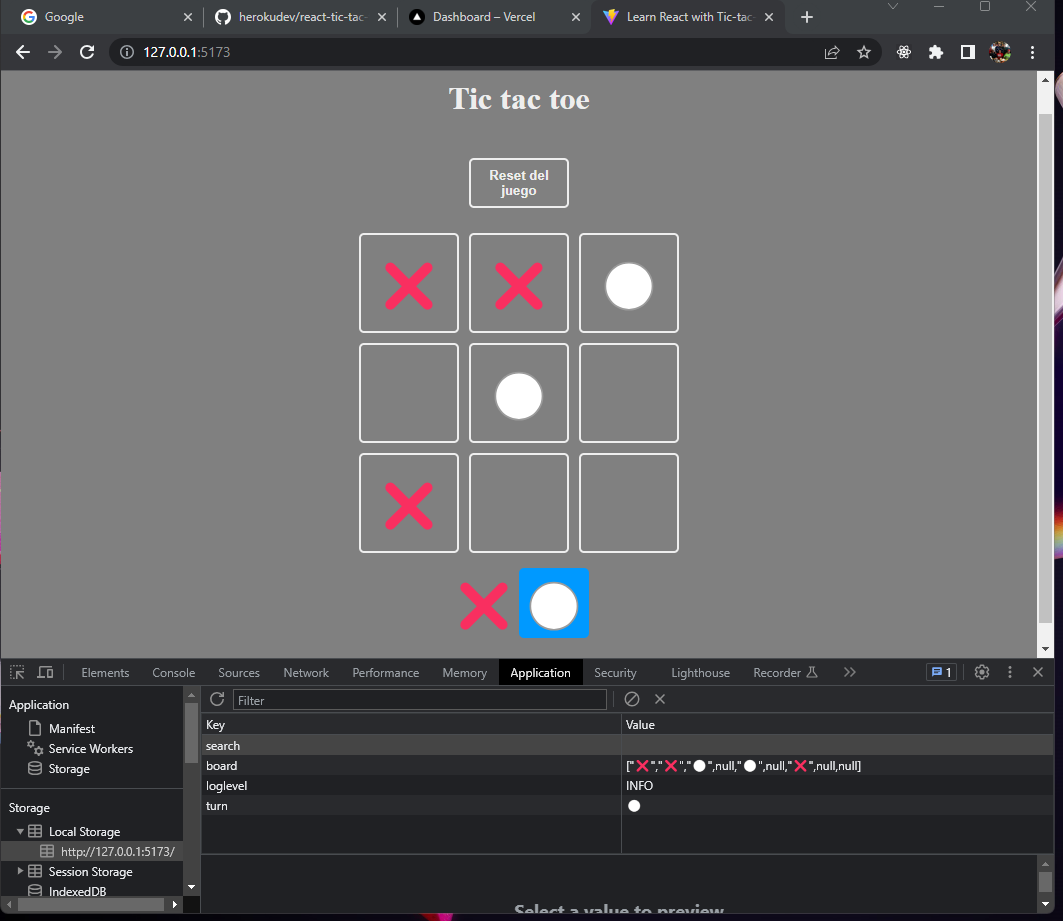 Google
herokudev/react-tic-tac-
Dashboard – Vercel
Learn React with Tic-tac
127.0.0.1:5173
Tic tac toe
Reset del
juego
❌ ❌ ⚪
⚪
❌
❌ ⚪
Elements Console Sources Network Performance Memory Application Security Lighthouse Recorder 1
Application
Manifest
Service Workers
Storage
Storage
Local Storage
http://127.0.0.1:5173/
Session Storage
IndexedDB
Filter
Key Value
search
board ["❌","❌","⚪",null,"⚪",null,"❌",null,null]
loglevel INFO
turn ⚪
Select a value to preview